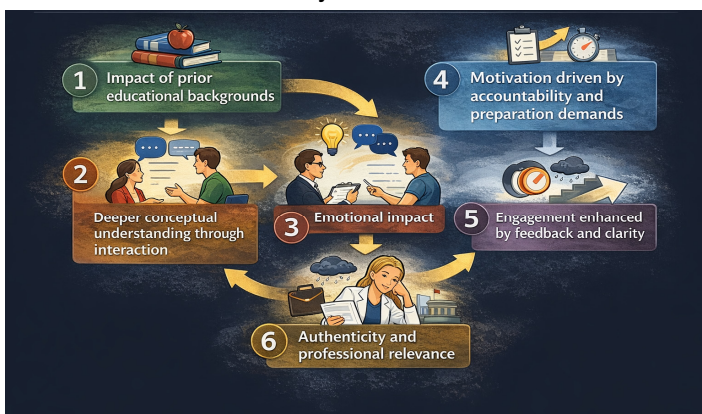 1
Impact of prior
educational backgrounds
2
Deeper conceptual
understanding through
interaction
3
Emotional impact
4
Motivation driven by
accountability and
preparation demands
5
Engagement enhanced
by feedback and clarity
6
Authenticity and
professional relevance